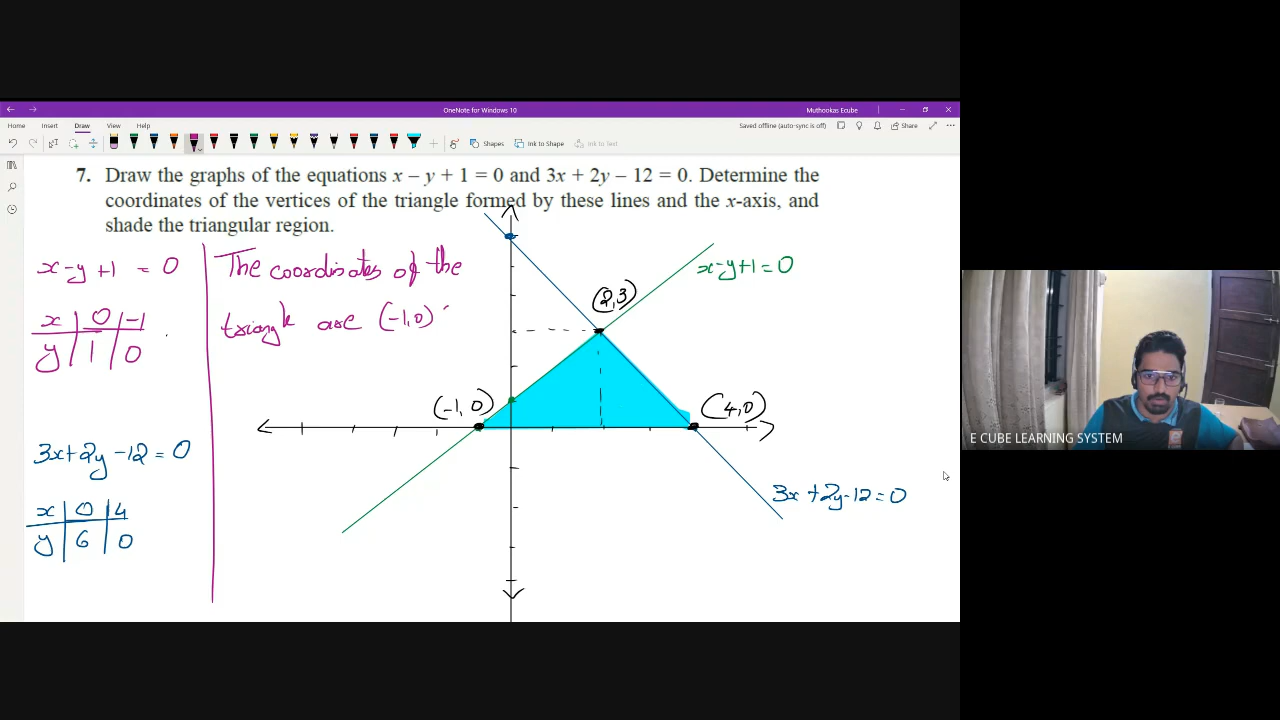 OneNote for Windows 10
Muthookas Ecube
Home Insert Draw View Help
Saved offline (auto-sync is off)
Share
Shapes
Ink to Shape
Ink to Text
7. Draw the graphs of the equations x – y + 1 = 0 and 3x + 2y – 12 = 0. Determine the
coordinates of the vertices of the triangle formed by these lines and the x-axis, and
shade the triangular region.
x-y+1 = 0
x 0 -1
y 1 0
3x+2y-12=0
x 0 4
y 6 0
The coordinates of the
triangle are (-1,0)
x-y+1=0
(2,3)
(-1,0)
(4,0)
3x+2y-12=0
E CUBE LEARNING SYSTEM